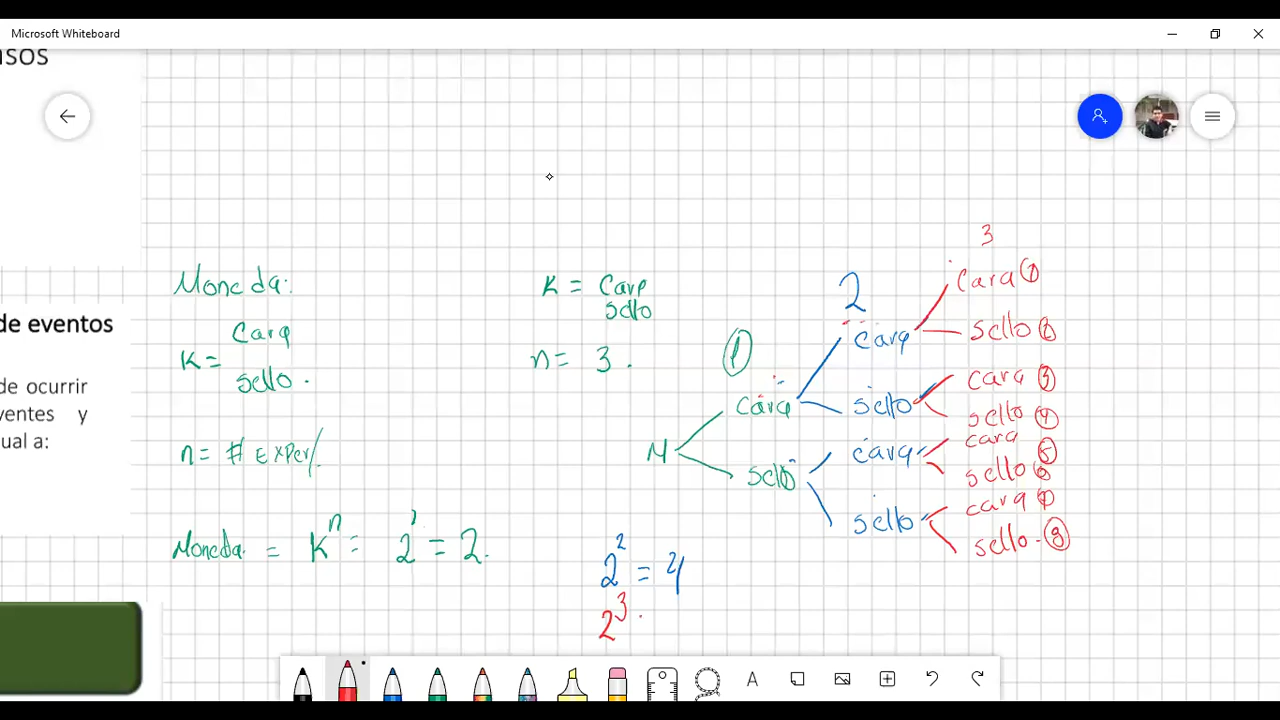 Microsoft Whiteboard
de eventos
de ocurrir
ventes y
ual a:
Moneda:
K = Cara
sello.
n = # Exper/.
Moneda. = K^n = 2^1 = 2.
K = Cara
sello
n = 3.
2^2 = 4
2^3.
1
2
3
M
cara
sello
cara
sello
cara
sello
cara 1
sello 2
cara 3
sello 4
cara 5
sello 6
cara 7
sello. 8
A